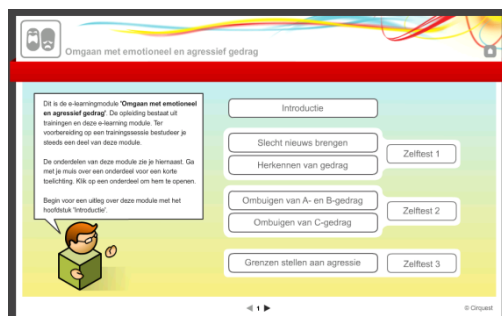 Omgaan met emotioneel en agressief gedrag
Dit is de e-learningmodule 'Omgaan met emotioneel
en agressief gedrag'. De opleiding bestaat uit
trainingen en deze e-learning module. Ter
voorbereiding op een trainingssessie bestudeer je
steeds een deel van deze module.
De onderdelen van deze module zie je hiernaast. Ga
met je muis over een onderdeel voor een korte
toelichting. Klik op een onderdeel om hem te openen.
Begin voor een uitleg over deze module met het
hoofdstuk 'Introductie'.
Introductie
Slecht nieuws brengen
Herkennen van gedrag
Zelftest 1
Ombuigen van A- en B-gedrag
Ombuigen van C-gedrag
Zelftest 2
Grenzen stellen aan agressie
Zelftest 3
1
© Cirquest